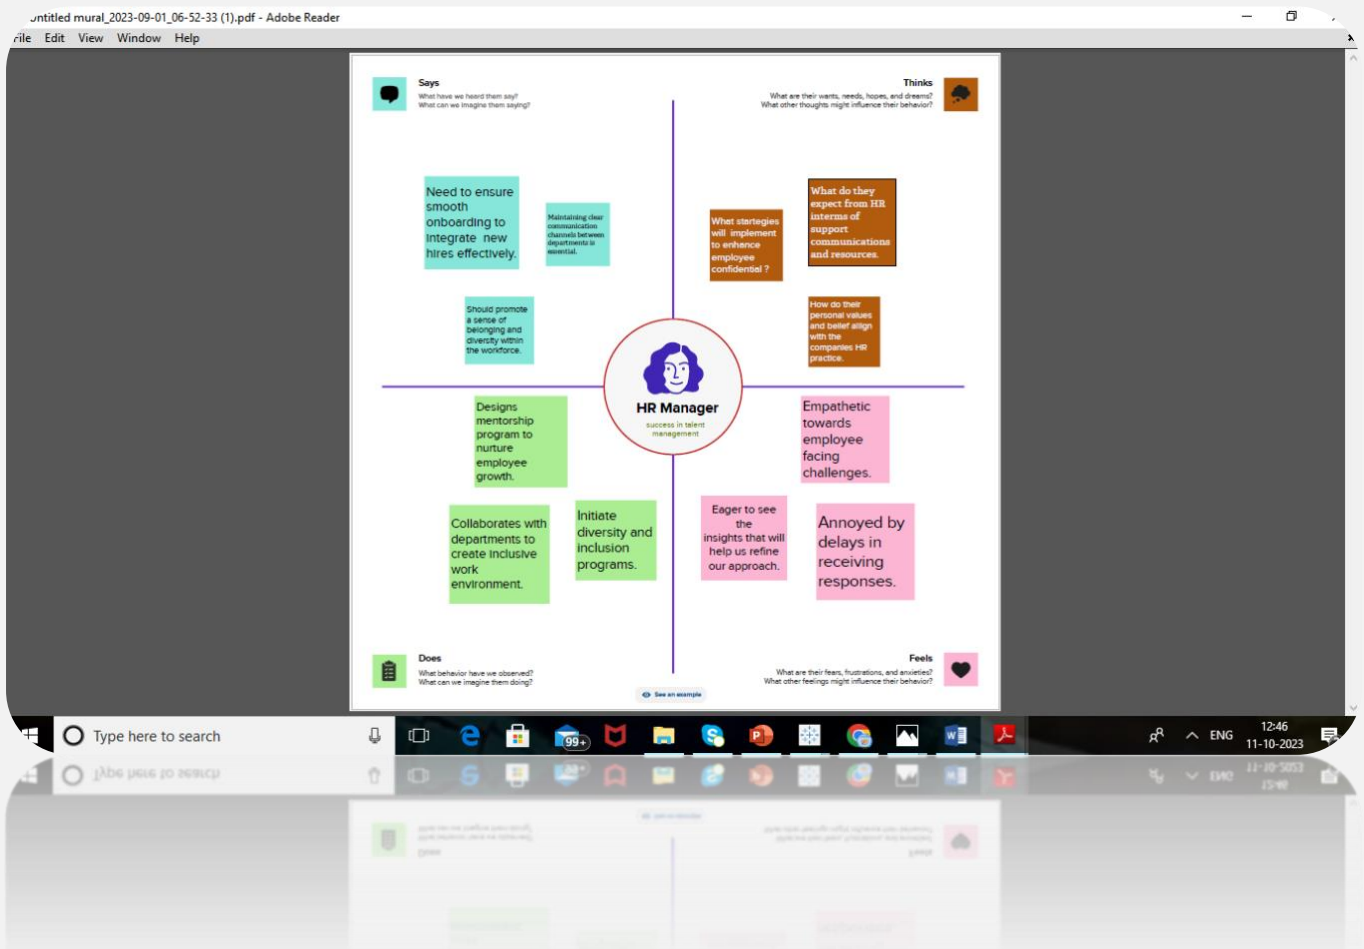 Untitled mural_2023-09-01_06-52-33 (1).pdf - Adobe Reader
File Edit View Window Help
Says
What have we heard them say?
What can we imagine them saying?
Thinks
What are their wants, needs, hopes, and dreams?
What other thoughts might influence their behavior?
Need to ensure
smooth
onboarding to
integrate new
hires effectively.
Maintaining clear
communication
channels between
departments is
essential.
Should promote
a sense of
belonging and
diversity within
the workforce.
What startegies
will implement
to enhance
employee
confidential ?
What do they
expect from HR
interms of
support
communications
and resources.
How do their
personal values
and belief allign
with the
companies HR
practice.
HR Manager
success in talent
management
Designs
mentorship
program to
nurture
employee
growth.
Collaborates with
departments to
create inclusive
work
environment.
Initiate
diversity and
inclusion
programs.
Empathetic
towards
employee
facing
challenges.
Eager to see
the
insights that will
help us refine
our approach.
Annoyed by
delays in
receiving
responses.
Does
What behavior have we observed?
What can we imagine them doing?
Feels
What are their fears, frustrations, and anxieties?
What other feelings might influence their behavior?
See an example
Type here to search
99+
ENG
12:46
11-10-2023